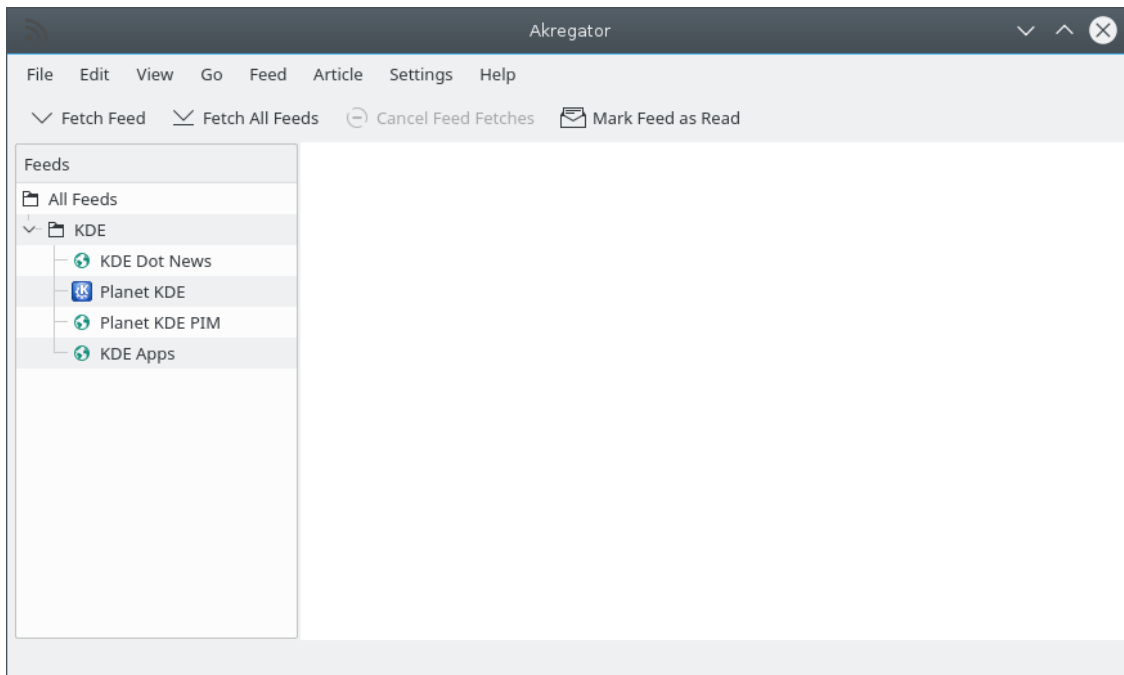 Akregator
File Edit View Go Feed Article Settings Help
Fetch Feed Fetch All Feeds Cancel Feed Fetches Mark Feed as Read
Feeds
All Feeds
KDE
KDE Dot News
Planet KDE
Planet KDE PIM
KDE Apps